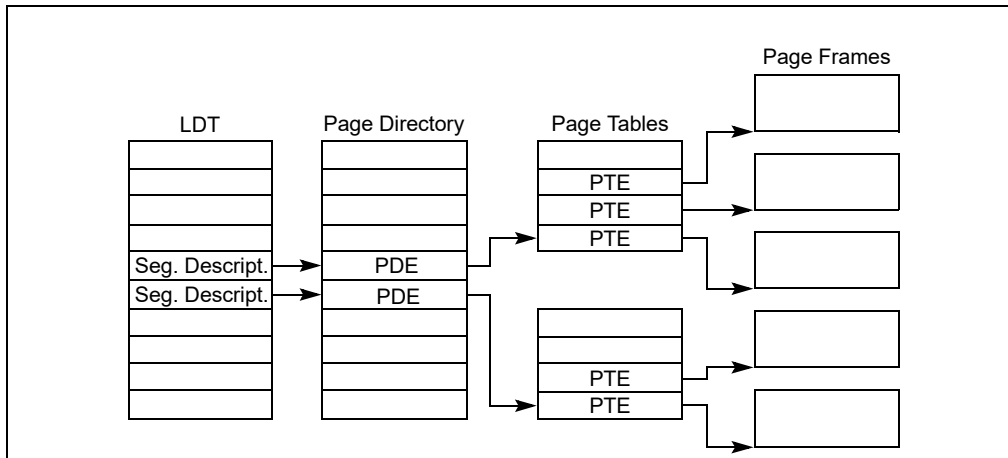 Page Frames
LDT
Page Directory
Page Tables
PTE
PTE
PTE
Seg. Descript.
PDE
Seg. Descript.
PDE
PTE
PTE